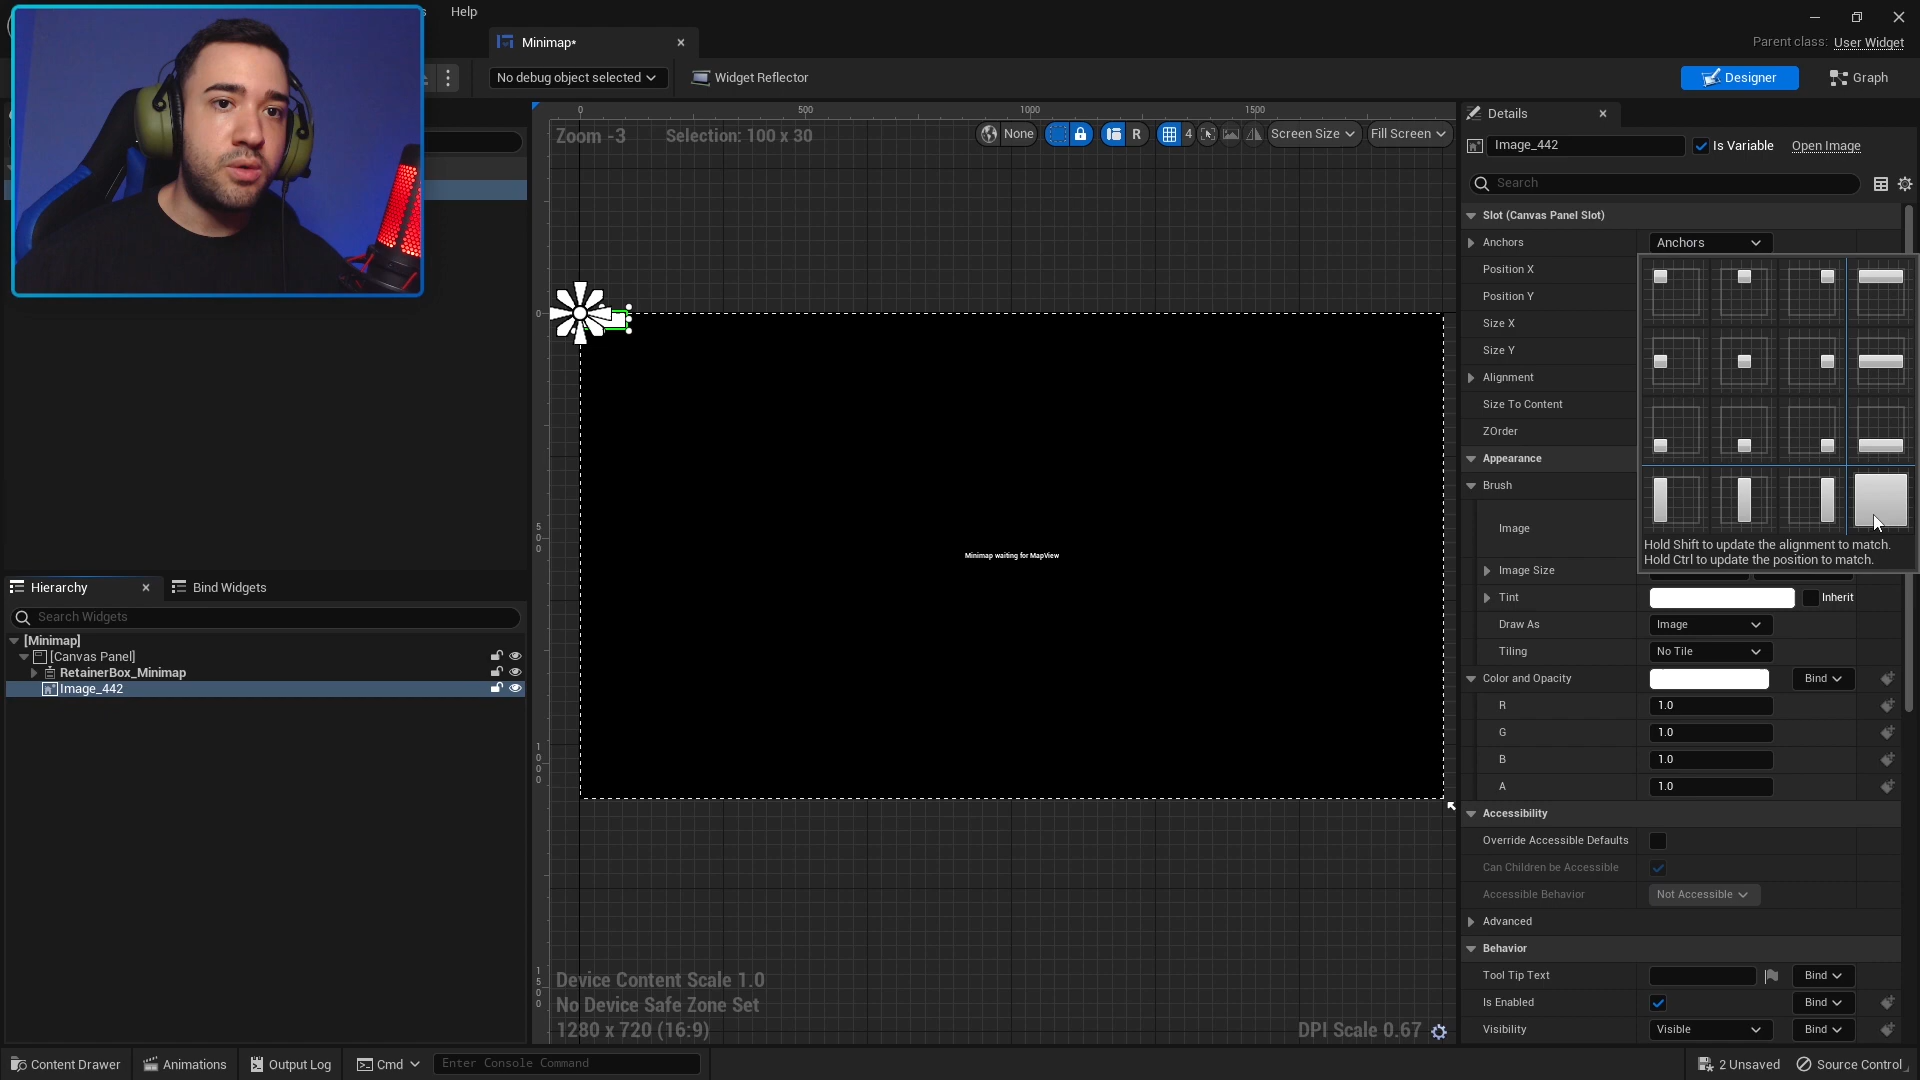 Help
Minimap*
Parent class: User Widget
No debug object selected
Widget Reflector
Designer
Graph
0
500
1000
1500
Zoom -3
Selection: 100 x 30
None
R
4
Screen Size
Fill Screen
0
500
1000
1500
Minimap waiting for MapView
Device Content Scale 1.0
No Device Safe Zone Set
1280 x 720 (16:9)
DPI Scale 0.67
Details
Image_442
Is Variable
Open Image
Search
Slot (Canvas Panel Slot)
Anchors
Anchors
Position X
Position Y
Size X
Size Y
Alignment
Size To Content
ZOrder
Appearance
Brush
Image
Hold Shift to update the alignment to match.
Hold Ctrl to update the position to match.
Image Size
Tint
Inherit
Draw As
Image
Tiling
No Tile
Color and Opacity
Bind
R
1.0
G
1.0
B
1.0
A
1.0
Accessibility
Override Accessible Defaults
Can Children be Accessible
Accessible Behavior
Not Accessible
Advanced
Behavior
Tool Tip Text
Bind
Is Enabled
Bind
Visibility
Visible
Bind
Hierarchy
Bind Widgets
Search Widgets
[Minimap]
[Canvas Panel]
RetainerBox_Minimap
Image_442
Content Drawer
Animations
Output Log
Cmd
Enter Console Command
2 Unsaved
Source Control